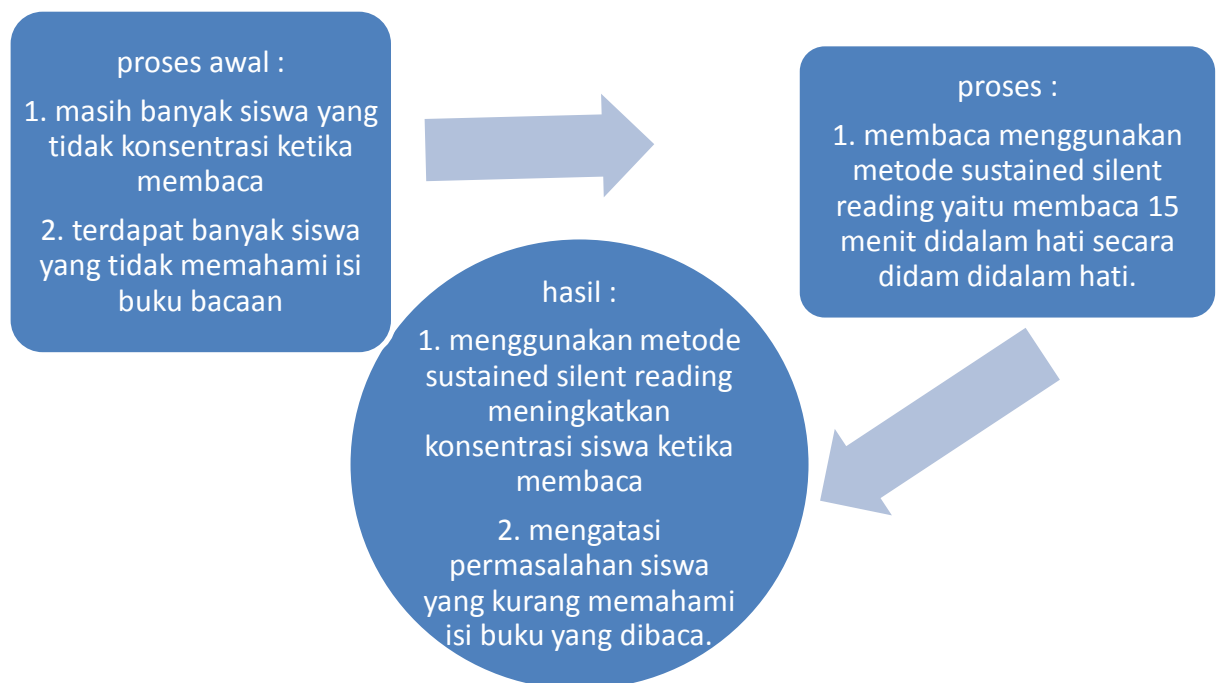 proses awal :
1. masih banyak siswa yang
tidak konsentrasi ketika
membaca
2. terdapat banyak siswa
yang tidak memahami isi
buku bacaan
proses :
1. membaca menggunakan
metode sustained silent
reading yaitu membaca 15
menit didalam hati secara
didam didalam hati.
hasil :
1. menggunakan metode
sustained silent reading
meningkatkan
konsentrasi siswa ketika
membaca
2. mengatasi
permasalahan siswa
yang kurang memahami
isi buku yang dibaca.